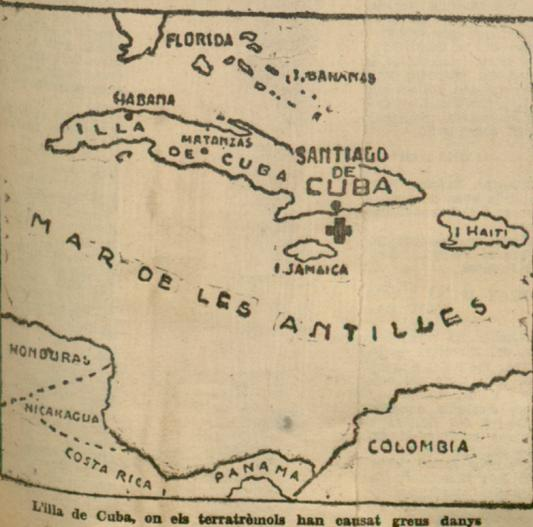 FLORIDA
I. BAHAMAS
HABANA
ILLA
MATANZAS
DE CUBA
SANTIAGO
DE
CUBA
I HAITI
I. JAMAICA
MAR DE LES ANTILLES
HONDURAS
NICARAGUA
COSTA RICA
PANAMA
COLOMBIA
L'illa de Cuba, on els terratrèmols han causat greus danys